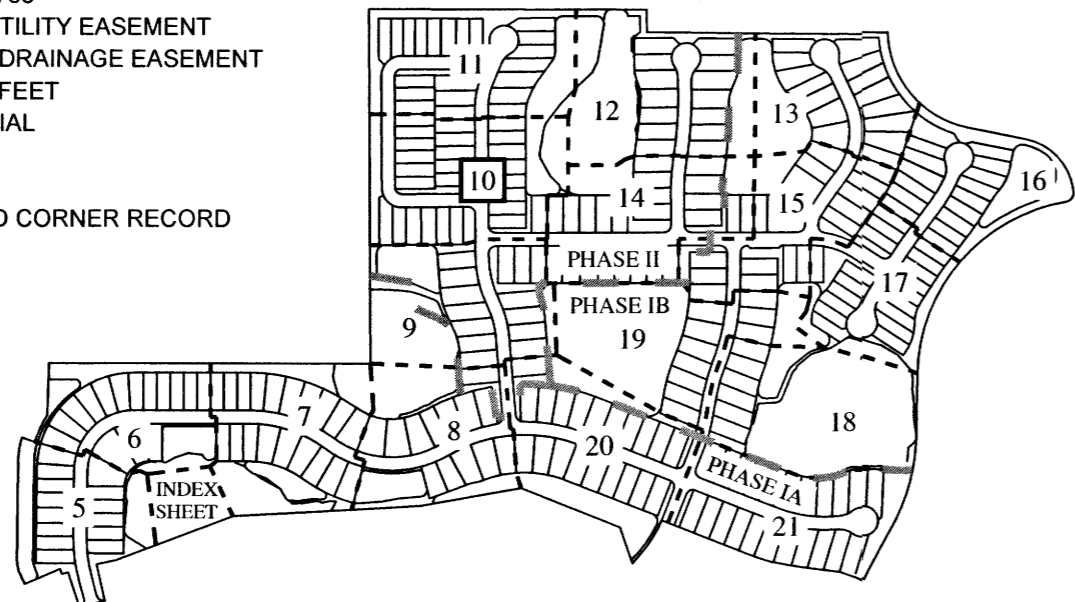 TILITY EASEMENT
DRAINAGE EASEMENT
FEET
IAL
CORNER RECORD
11
12
13
10
14
15
16
PHASE II
17
9
PHASE IB
19
18
7
8
6
20
PHASE IA
INDEX
SHEET
5
21